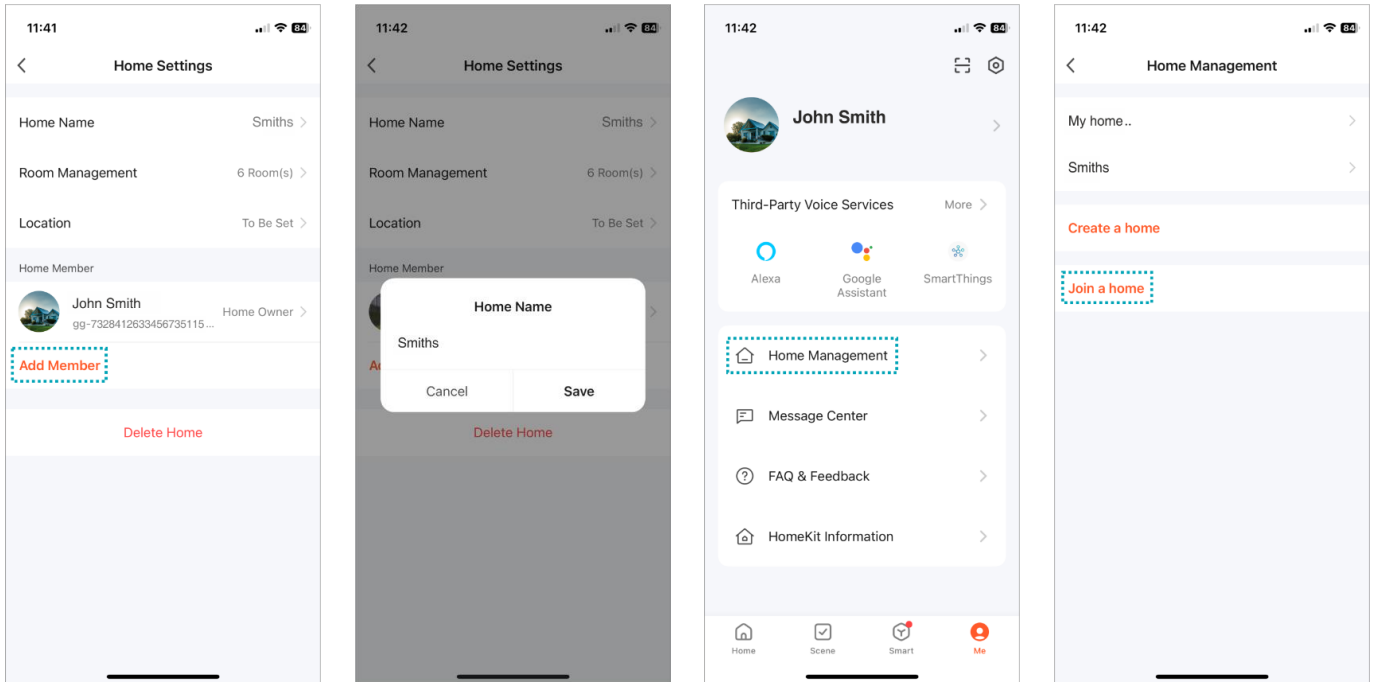 11:41
84
Home Settings
Home Name
Smiths
Room Management
6 Room(s)
Location
To Be Set
Home Member
John Smith
Home Owner
gg-7328412633456735115...
Add Member
Delete Home
11:42
84
Home Settings
Home Name
Smiths
Room Management
6 Room(s)
Location
To Be Set
Home Member
Home Name
Smiths
Ad
Cancel
Save
Delete Home
11:42
84
John Smith
Third-Party Voice Services
More
Alexa
Google
Assistant
SmartThings
Home Management
Message Center
FAQ & Feedback
HomeKit Information
Home
Scene
Smart
Me
11:42
84
Home Management
My home..
Smiths
Create a home
Join a home